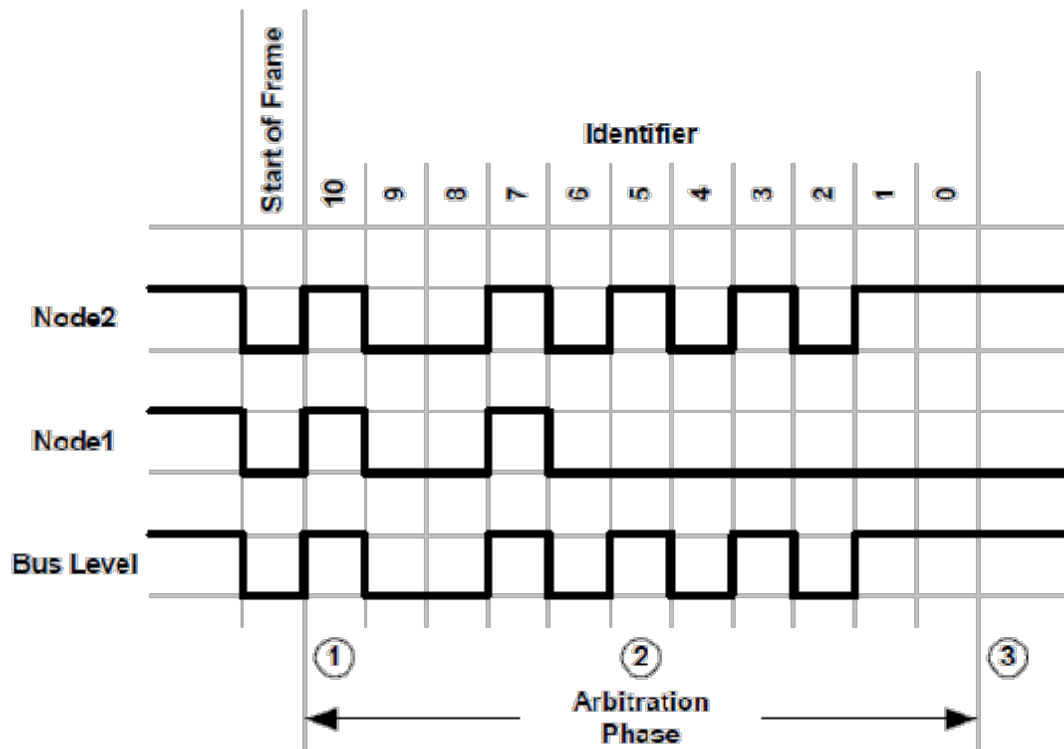 Start of Frame
Identifier
10 9 8 7 6 5 4 3 2 1 0
Node2
Node1
Bus Level
1 2 3
Arbitration
Phase